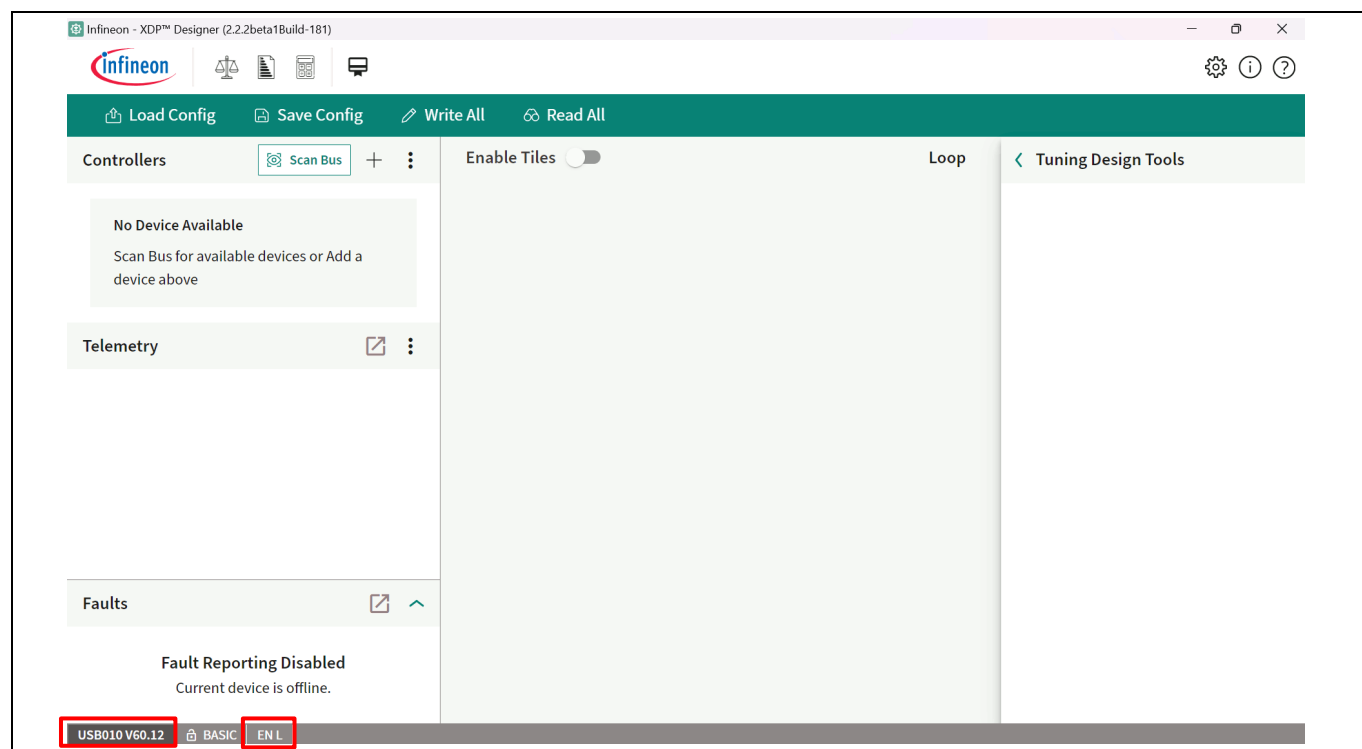 Infineon - XDP™ Designer (2.2.2beta1Build-181)
infineon
Load Config Save Config Write All Read All
Controllers Scan Bus Enable Tiles Loop Tuning Design Tools
No Device Available
Scan Bus for available devices or Add a
device above
Telemetry
Faults
Fault Reporting Disabled
Current device is offline.
USB010 V60.12 BASIC EN L